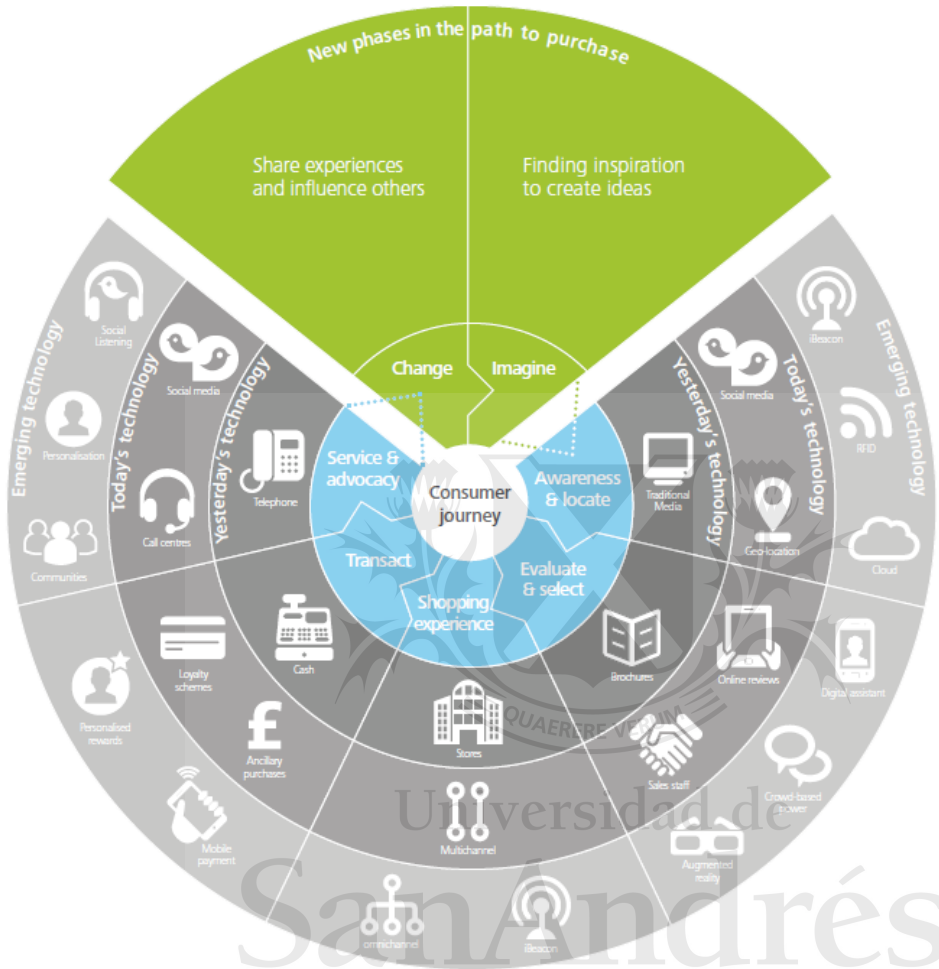 New phases in the path to purchase
Share experiences
and influence others
Finding inspiration
to create ideas
Change
Imagine
Consumer
journey
Service &
advocacy
Awareness
& locate
Transact
Evaluate
& select
Shopping
experience
Emerging technology
Today's technology
Yesterday's technology
Social
Listening
Personalisation
Communities
Social media
Call centres
Telephone
Yesterday's technology
Today's technology
Emerging technology
Traditional
Media
Social media
Geo-location
iBeacon
RFID
Cloud
Cash
Loyalty
schemes
Ancillary
purchases
Personalised
rewards
Mobile
payment
Stores
Multichannel
omnichannel
iBeacon
Brochures
Online reviews
Sales staff
Digital assistant
Crowd-based
power
Augmented
reality
QUAERERE VERUM
Universidad de
SanAndrés